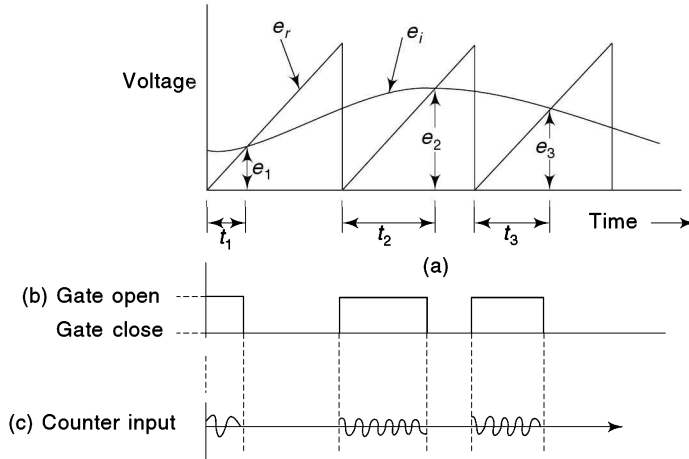 e_r
e_i
Voltage
e_1
e_2
e_3
t_1
t_2
t_3
Time
(a)
(b) Gate open
Gate close
(c) Counter input